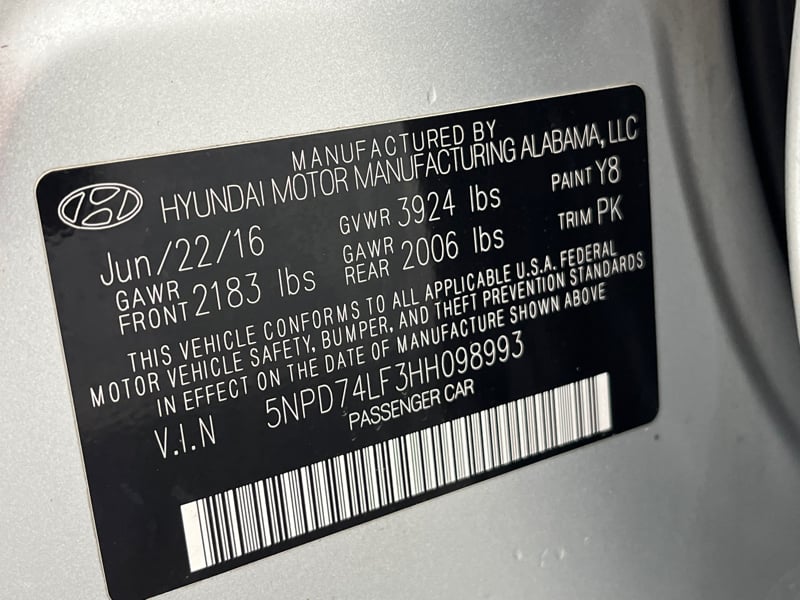 MANUFACTURED BY
HYUNDAI MOTOR MANUFACTURING ALABAMA, LLC
Jun/22/16 GVWR 3924 lbs PAINT Y8
GAWR FRONT 2183 lbs GAWR REAR 2006 lbs TRIM PK
THIS VEHICLE CONFORMS TO ALL APPLICABLE U.S.A. FEDERAL
MOTOR VEHICLE SAFETY, BUMPER, AND THEFT PREVENTION STANDARDS
IN EFFECT ON THE DATE OF MANUFACTURE SHOWN ABOVE
V.I.N 5NPD74LF3HH098993
PASSENGER CAR